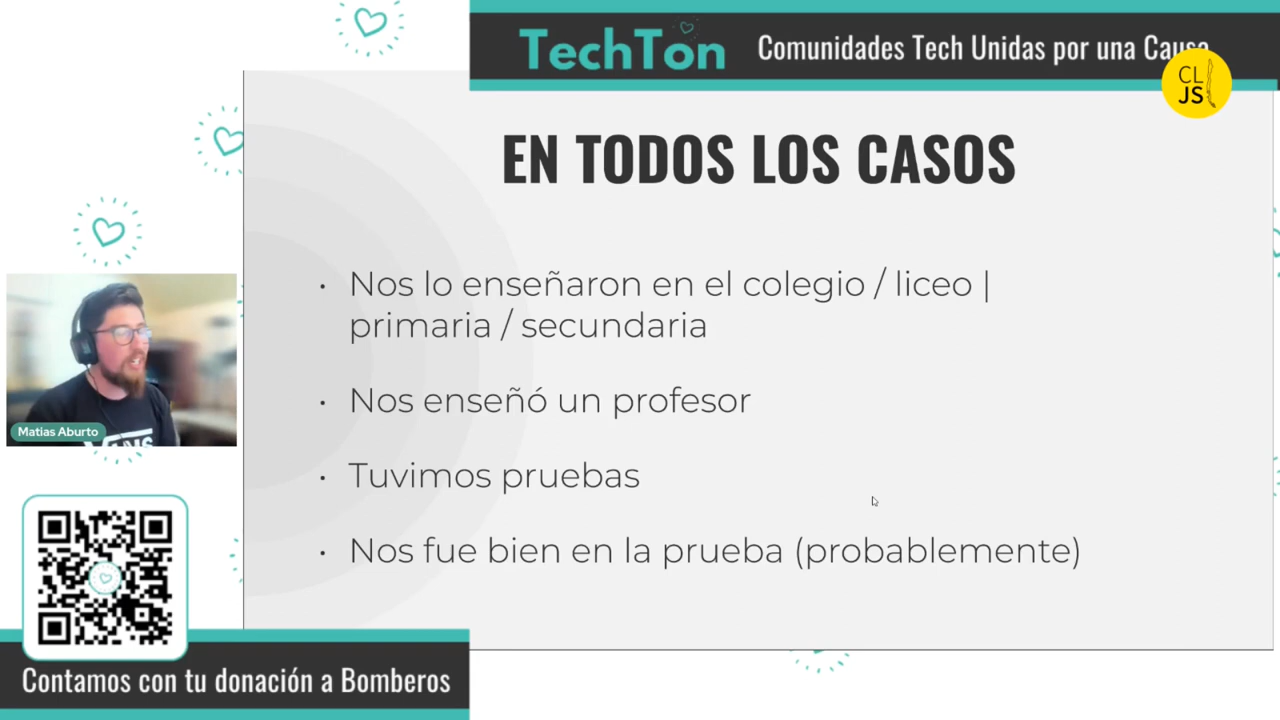 TechTon
Comunidades Tech Unidas por una Causa
CL
JS
EN TODOS LOS CASOS
· Nos lo enseñaron en el colegio / liceo |
primaria / secundaria
· Nos enseñó un profesor
· Tuvimos pruebas
· Nos fue bien en la prueba (probablemente)
Matias Aburto
VANS
Contamos con tu donación a Bomberos